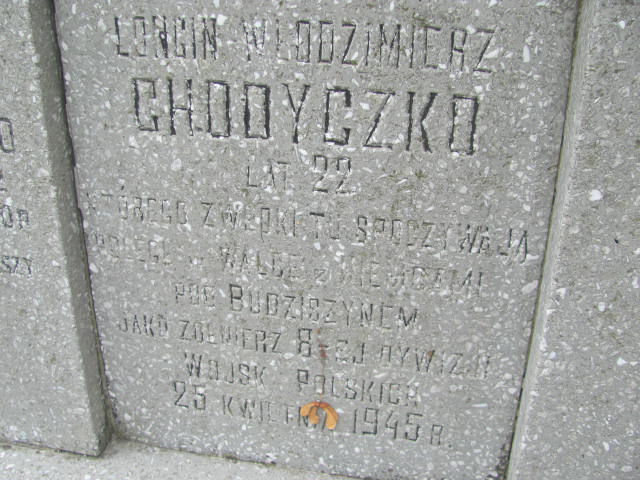 LONGIN WŁODZIMIERZ
CHODYCZKO
LAT 22
KTÓREGO ZWŁOKI TU SPOCZYWAJĄ
POLEGŁ W WALCE Z NIEMCAMI
POD BUDZISZYNEM
JAKO ŻOŁNIERZ 8-EJ DYWIZJI
WOJSK POLSKICH
25 KWIETNIA 1945 R.